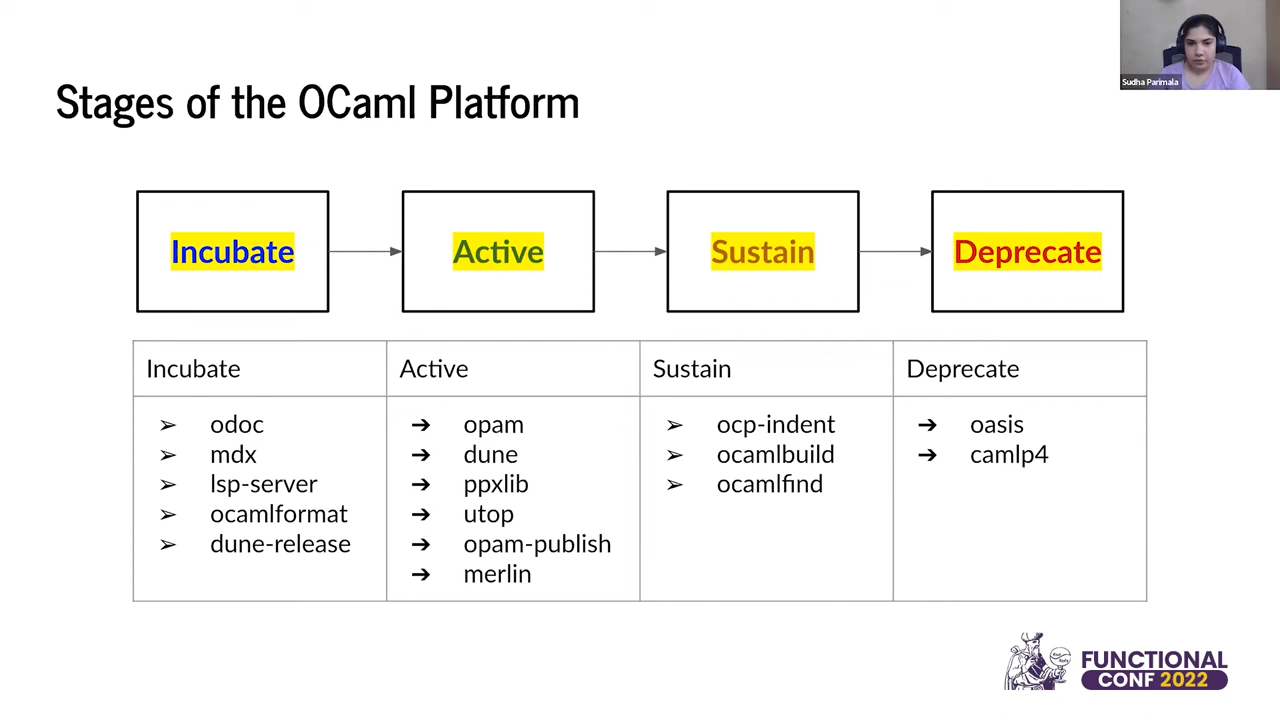 Sudha Parimala
Stages of the OCaml Platform
Incubate
Active
Sustain
Deprecate
Incubate
Active
Sustain
Deprecate
➢ odoc
➢ mdx
➢ lsp-server
➢ ocamlformat
➢ dune-release
➔ opam
➔ dune
➔ ppxlib
➔ utop
➔ opam-publish
➔ merlin
➢ ocp-indent
➢ ocamlbuild
➢ ocamlfind
➔ oasis
➔ camlp4
FUNCTIONAL
CONF 2022